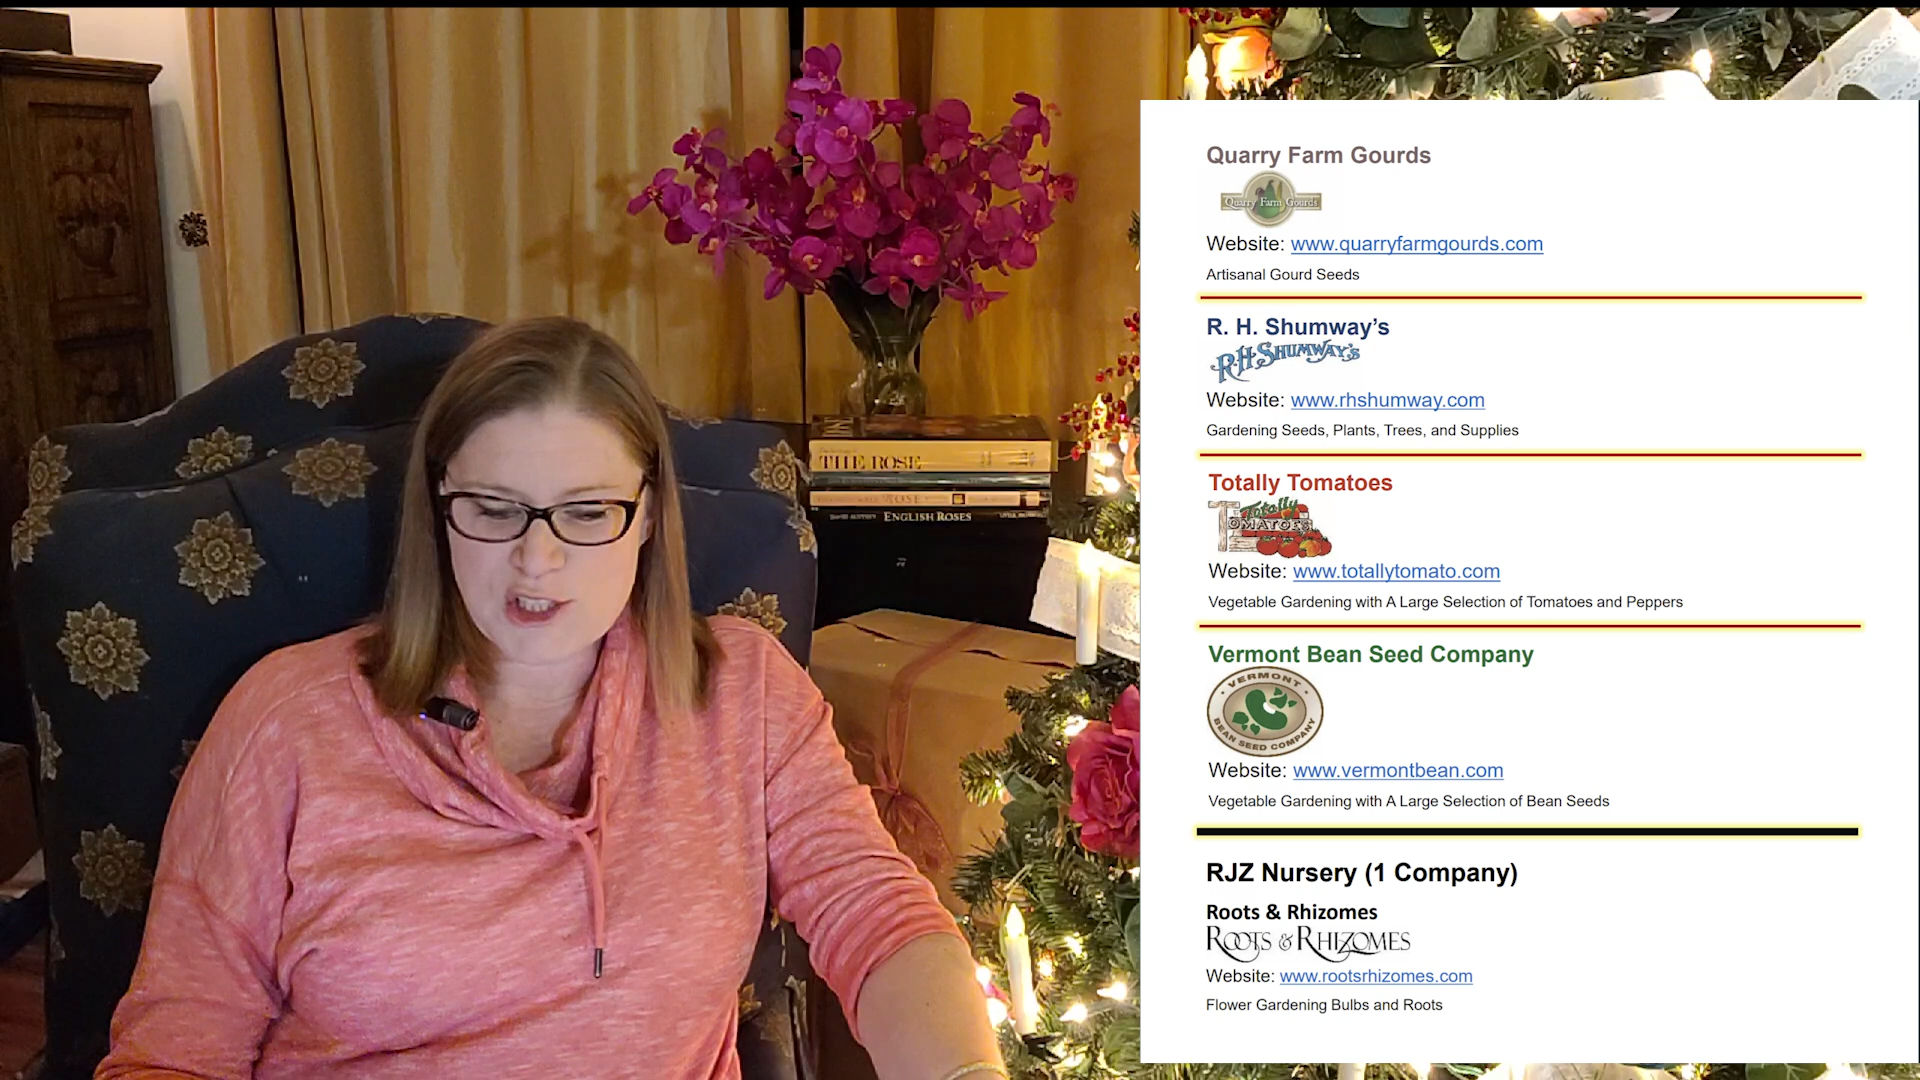 THE ROSE
ROSE
ENGLISH ROSES
Quarry Farm Gourds
Quarry Farm Gourds
Website: www.quarryfarmgourds.com
Artisanal Gourd Seeds
R. H. Shumway's
R.H. SHUMWAY'S
Website: www.rhshumway.com
Gardening Seeds, Plants, Trees, and Supplies
Totally Tomatoes
Totally
TOMATOES
Website: www.totallytomato.com
Vegetable Gardening with A Large Selection of Tomatoes and Peppers
Vermont Bean Seed Company
VERMONT
BEAN SEED COMPANY
Website: www.vermontbean.com
Vegetable Gardening with A Large Selection of Bean Seeds
RJZ Nursery (1 Company)
Roots & Rhizomes
ROOTS & RHIZOMES
Website: www.rootsrhizomes.com
Flower Gardening Bulbs and Roots